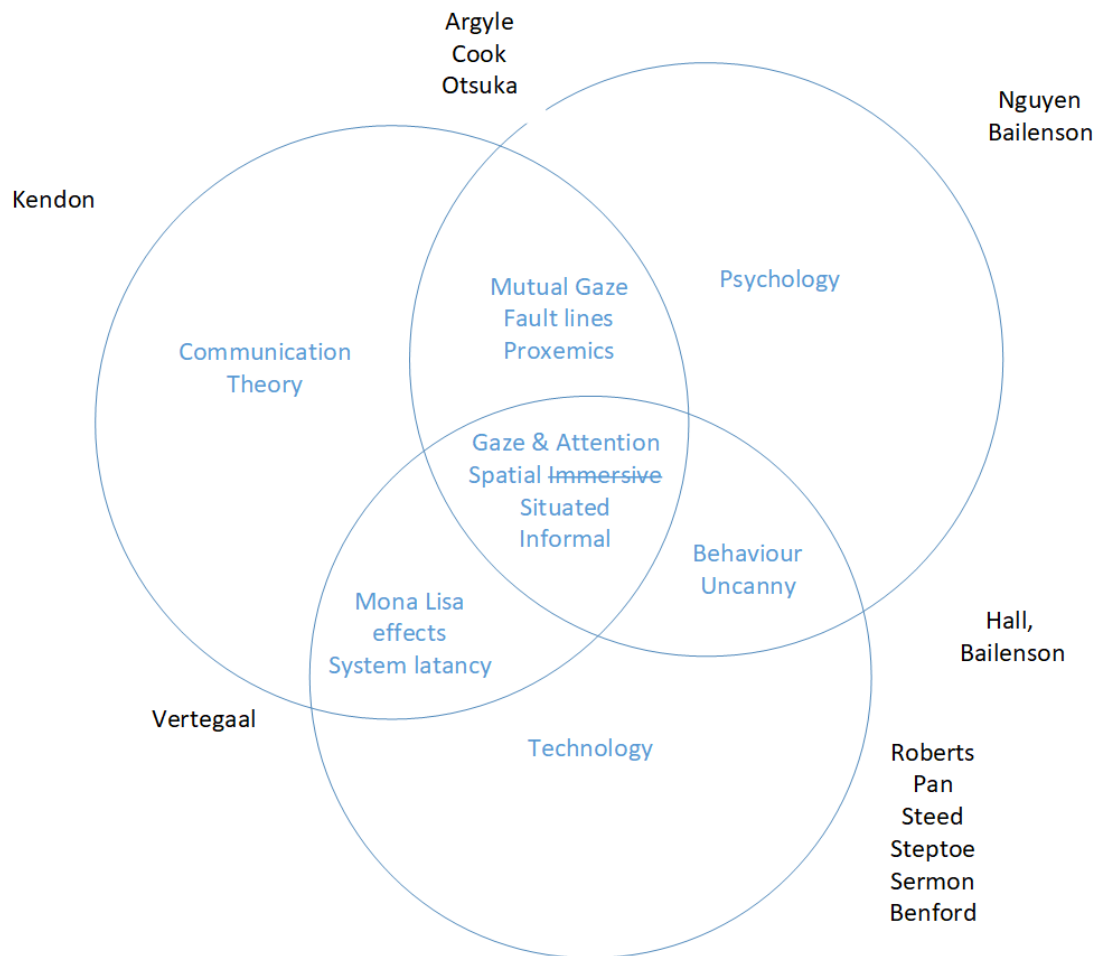 Argyle
Cook
Otsuka
Nguyen
Bailenson
Kendon
Psychology
Mutual Gaze
Fault lines
Proxemics
Communication
Theory
Gaze & Attention
Spatial Immersive
Situated
Informal
Behaviour
Uncanny
Mona Lisa
effects
System latancy
Hall,
Bailenson
Vertegaal
Technology
Roberts
Pan
Steed
Steptoe
Sermon
Benford